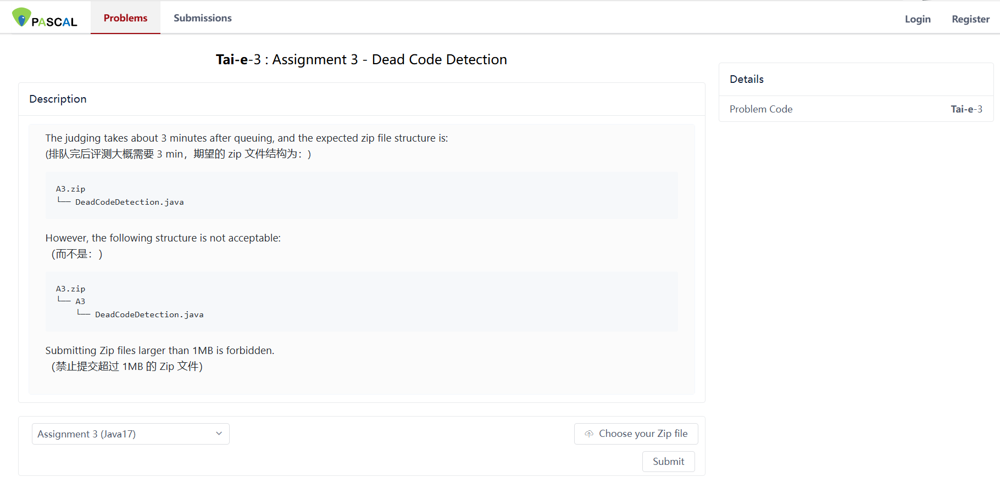 PASCAL
Problems
Submissions
Login
Register
Tai-e-3 : Assignment 3 - Dead Code Detection
Description
The judging takes about 3 minutes after queuing, and the expected zip file structure is:
(排队完后评测大概需要 3 min，期望的 zip 文件结构为：)
A3.zip
└── DeadCodeDetection.java
However, the following structure is not acceptable:
（而不是：)
A3.zip
└── A3
    └── DeadCodeDetection.java
Submitting Zip files larger than 1MB is forbidden.
（禁止提交超过 1MB 的 Zip 文件）
Assignment 3 (Java17)
Choose your Zip file
Submit
Details
Problem Code
Tai-e-3